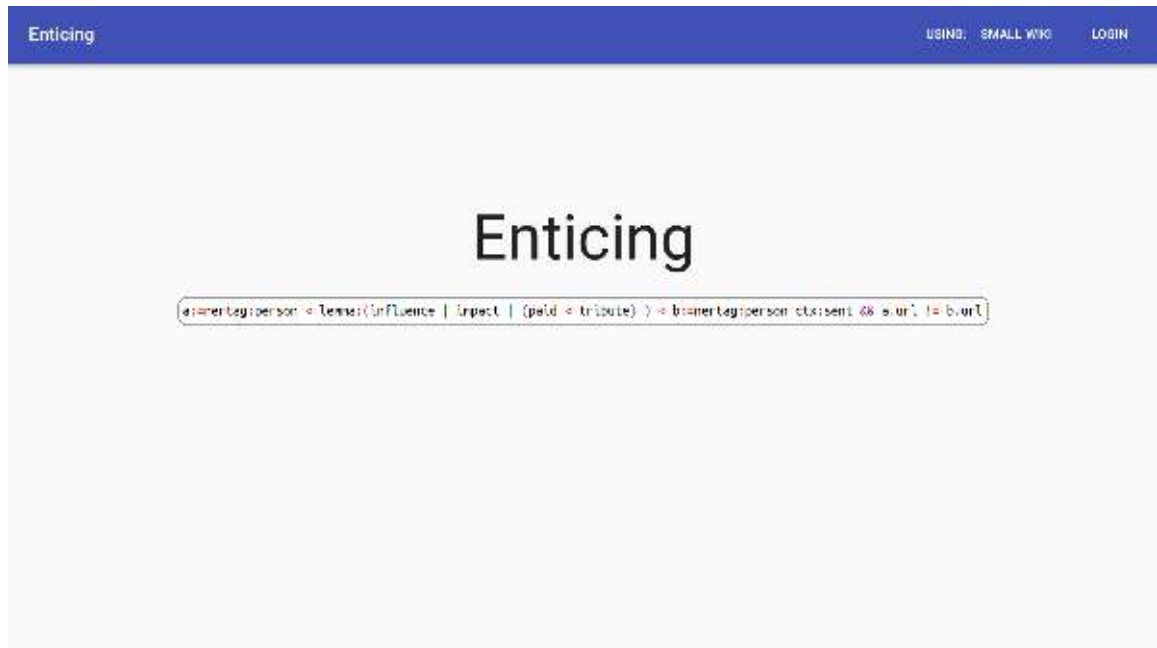 Enticing
USING: SMALL WIKI LOGIN
Enticing
a:=nertag:person < lemma:(influence | impact | (paid < tribute) ) < b:=nertag:person ctx:sent && a.url != b.url